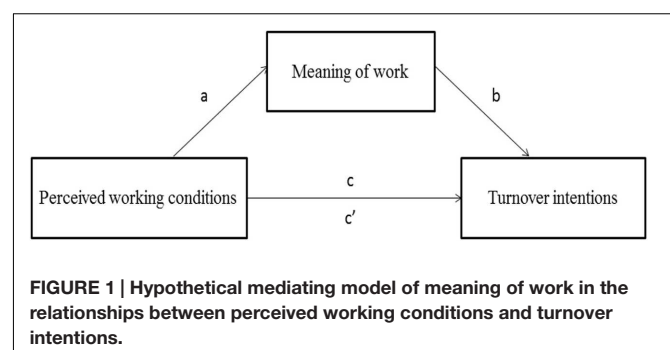 Meaning of work
a
b
Perceived working conditions
c
c'
Turnover intentions
FIGURE 1 | Hypothetical mediating model of meaning of work in the
relationships between perceived working conditions and turnover
intentions.